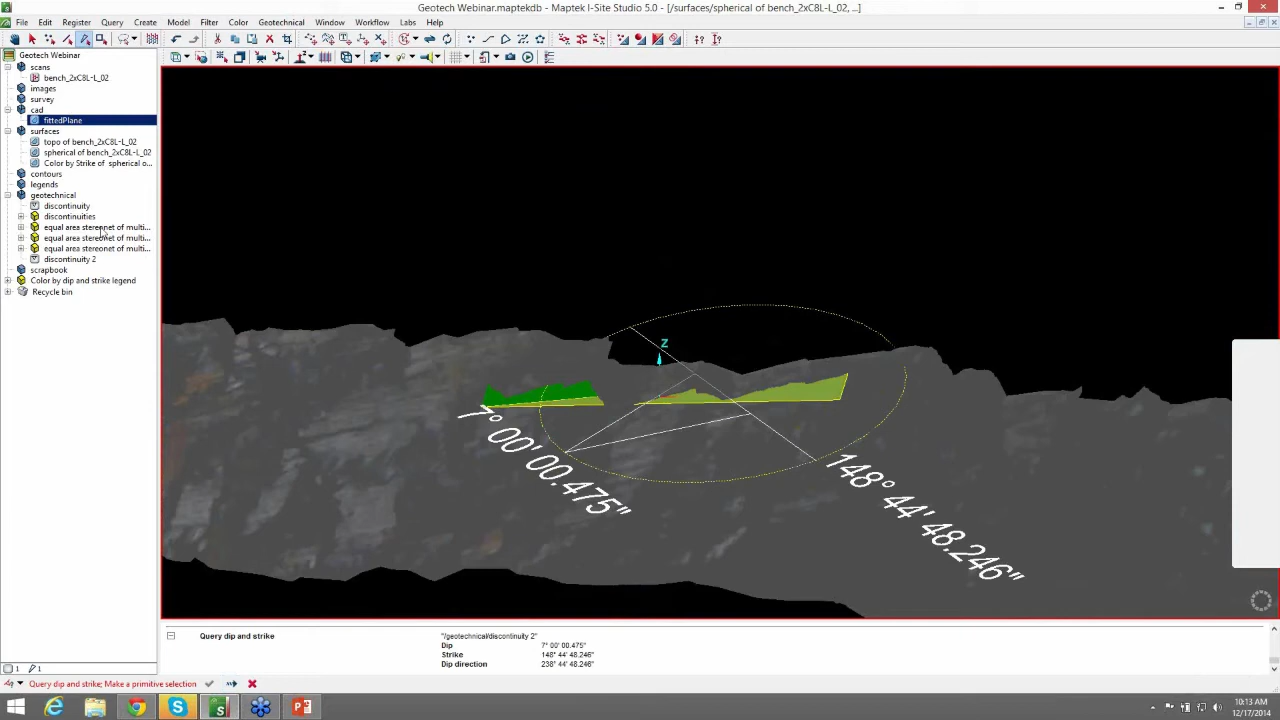 Geotech Webinar.maptekdb - Maptek I-Site Studio 5.0 - [/surfaces/spherical of bench_2xC8L-L_02, ...]
File Edit Register Query Create Model Filter Color Geotechnical Window Workflow Labs Help
Geotech Webinar
scans
bench_2xC8L-L_02
images
survey
cad
fittedPlane
surfaces
topo of bench_2xC8L-L_02
spherical of bench_2xC8L-L_02
Color by Strike of spherical o...
contours
legends
geotechnical
discontinuity
discontinuities
equal area stereonet of multi...
equal area stereonet of multi...
equal area stereonet of multi...
discontinuity 2
scrapbook
Color by dip and strike legend
Recycle bin
Z
7° 00' 00.475"
148° 44' 48.246"
Query dip and strike
"/geotechnical/discontinuity 2"
Dip 7° 00' 00.475"
Strike 148° 44' 48.246"
Dip direction 238° 44' 48.246"
1 1
Query dip and strike; Make a primitive selection
10:13 AM
12/17/2014